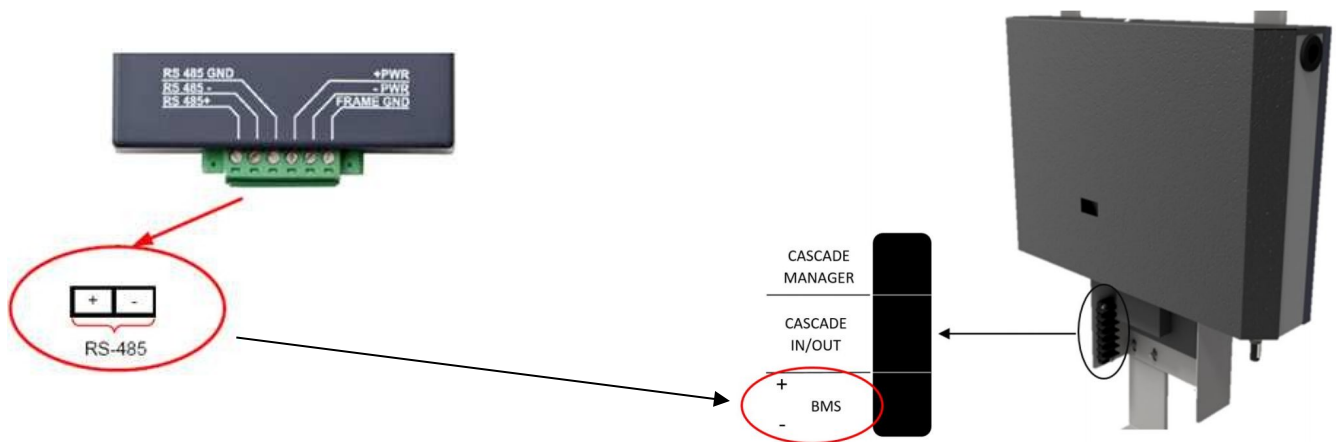 RS 485 GND
RS 485 -
RS 485+
+PWR
- PWR
FRAME GND
+ -
RS-485
CASCADE
MANAGER
CASCADE
IN/OUT
+
BMS
-